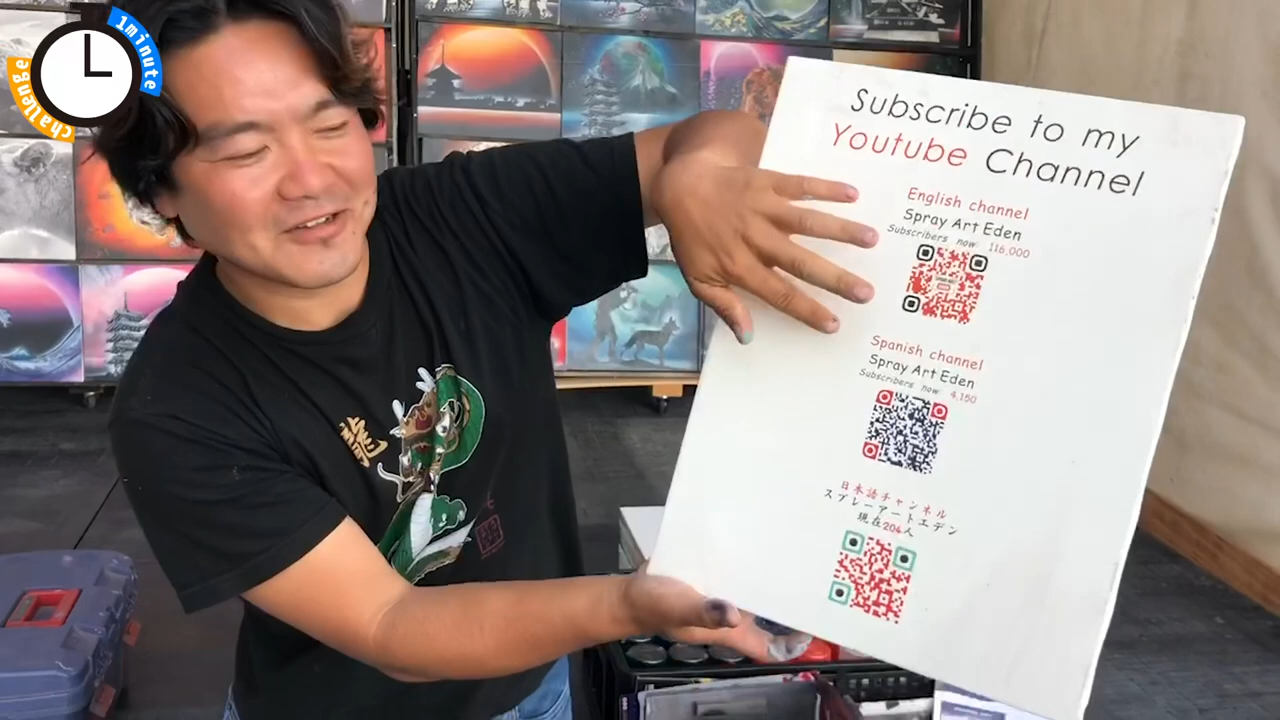 1minute
challenge
Subscribe to my
Youtube Channel
English channel
Spray Art Eden
Subscribers now 116,000
Spanish channel
Spray Art Eden
Subscribers now 4,150
日本語チャンネル
スプレーアートエデン
現在204人
龍